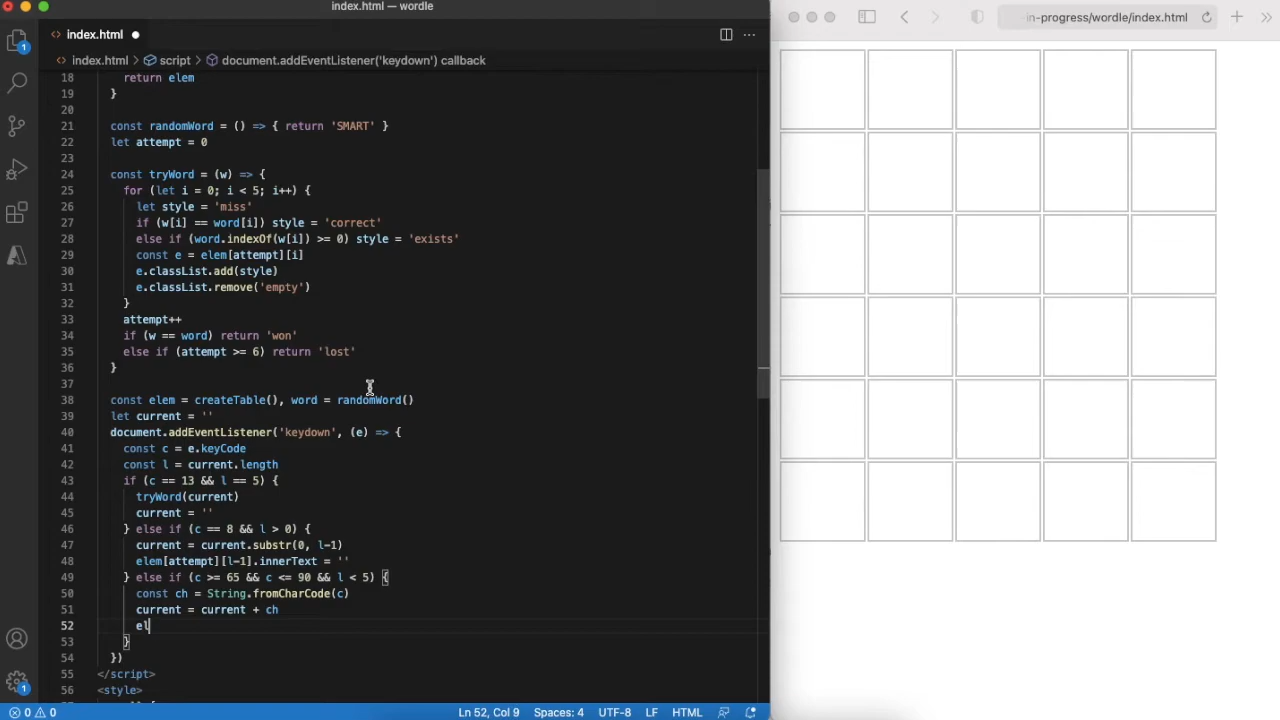 index.html — wordle
index.html
index.html > script > document.addEventListener('keydown') callback
18 return elem
19 }
20
21 const randomWord = () => { return 'SMART' }
22 let attempt = 0
23
24 const tryWord = (w) => {
25 for (let i = 0; i < 5; i++) {
26 let style = 'miss'
27 if (w[i] == word[i]) style = 'correct'
28 else if (word.indexOf(w[i]) >= 0) style = 'exists'
29 const e = elem[attempt][i]
30 e.classList.add(style)
31 e.classList.remove('empty')
32 }
33 attempt++
34 if (w == word) return 'won'
35 else if (attempt >= 6) return 'lost'
36 }
37
38 const elem = createTable(), word = randomWord()
39 let current = ''
40 document.addEventListener('keydown', (e) => {
41 const c = e.keyCode
42 const l = current.length
43 if (c == 13 && l == 5) {
44 tryWord(current)
45 current = ''
46 } else if (c == 8 && l > 0) {
47 current = current.substr(0, l-1)
48 elem[attempt][l-1].innerText = ''
49 } else if (c >= 65 && c <= 90 && l < 5) {
50 const ch = String.fromCharCode(c)
51 current = current + ch
52 el
53 }
54 })
55 </script>
56 <style>
1
1
0 0
Ln 52, Col 9
Spaces: 4
UTF-8
LF
HTML
-in-progress/wordle/index.html